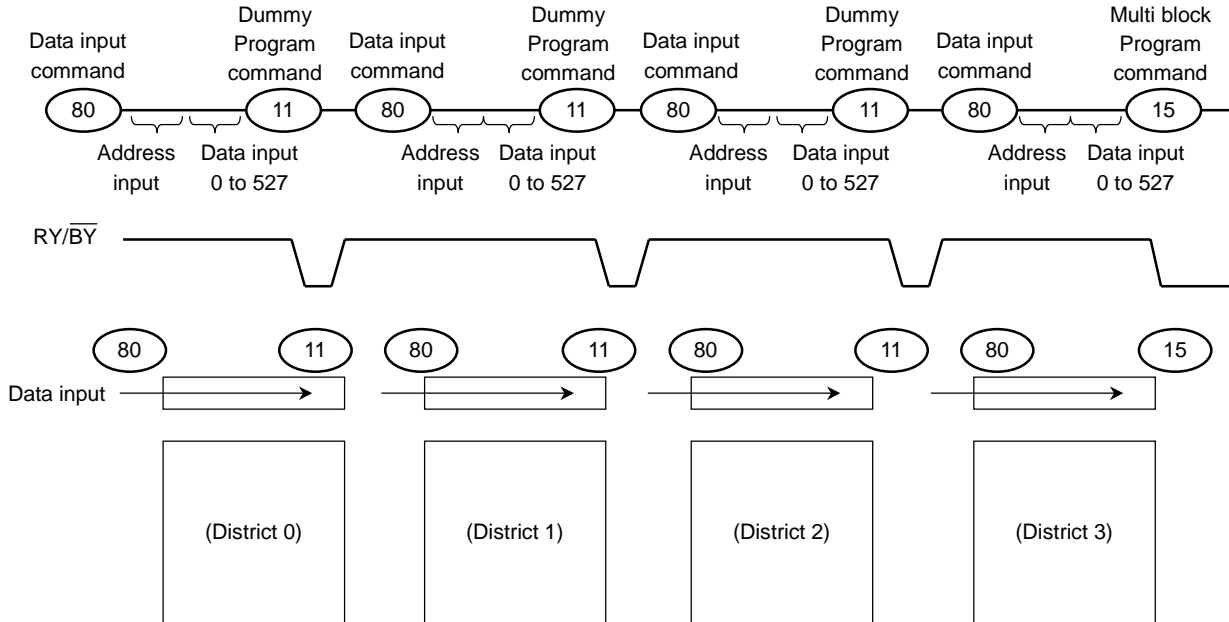 Data input
command
Dummy
Program
command
Data input
command
Dummy
Program
command
Data input
command
Dummy
Program
command
Data input
command
Multi block
Program
command
80
11
80
11
80
11
80
15
Address
input
Data input
0 to 527
Address
input
Data input
0 to 527
Address
input
Data input
0 to 527
Address
input
Data input
0 to 527
RY/B̅Y̅
80
11
80
11
80
11
80
15
Data input
(District 0)
(District 1)
(District 2)
(District 3)